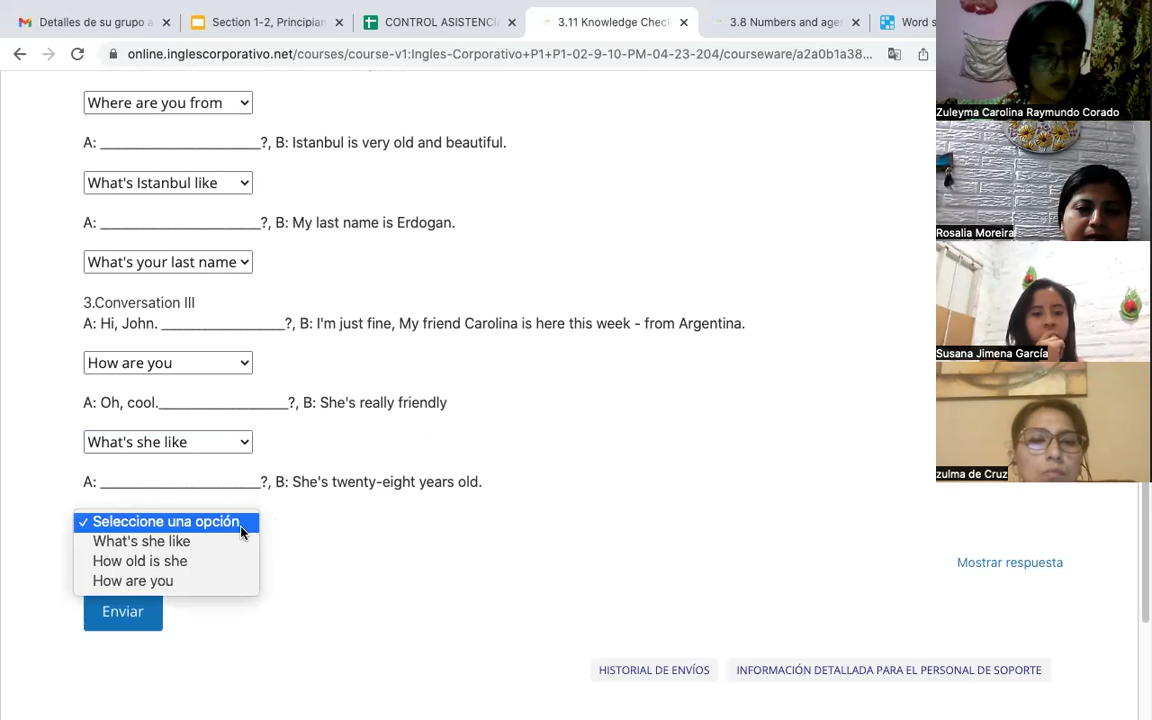 Detalles de su grupo a
Section 1-2, Principian
CONTROL ASISTENCI
3.11 Knowledge Chec
3.8 Numbers and age
Word s
online.inglescorporativo.net/courses/course-v1:Ingles-Corporativo+P1+P1-02-9-10-PM-04-23-204/courseware/a2a0b1a38...
Where are you from
A: ______________________?, B: Istanbul is very old and beautiful.
What's Istanbul like
A: ______________________?, B: My last name is Erdogan.
What's your last name
3.Conversation III
A: Hi, John. _________________?, B: I'm just fine, My friend Carolina is here this week - from Argentina.
How are you
A: Oh, cool.__________________?, B: She's really friendly
What's she like
A: ______________________?, B: She's twenty-eight years old.
✓ Seleccione una opción
What's she like
How old is she
How are you
Mostrar respuesta
Enviar
HISTORIAL DE ENVÍOS
INFORMACIÓN DETALLADA PARA EL PERSONAL DE SOPORTE
Zuleyma Carolina Raymundo Corado
Rosalia Moreira
Susana Jimena García
zulma de Cruz